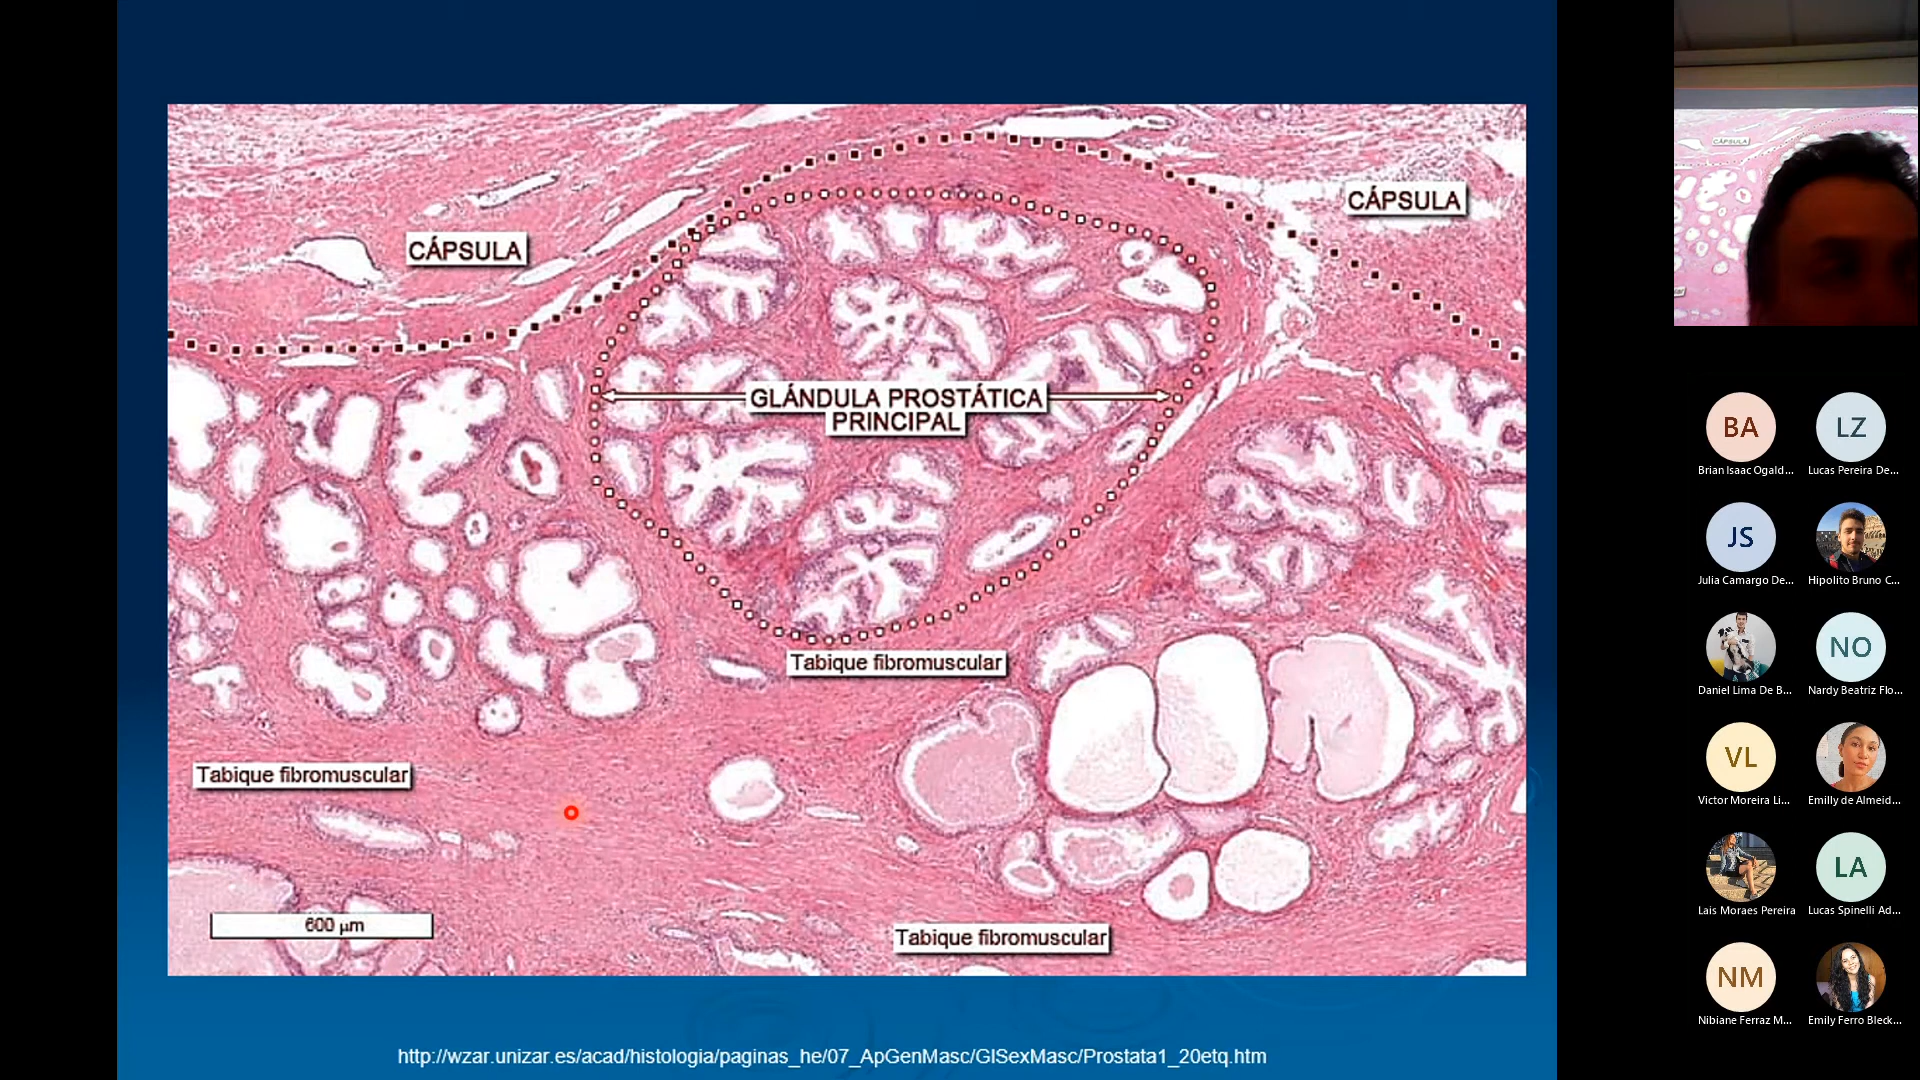 CÁPSULA
CÁPSULA
CÁPSULA
GLÁNDULA PROSTÁTICA
PRINCIPAL
Tabique fibromuscular
Tabique fibromuscular
Tabique fibromuscular
600 µm
http://wzar.unizar.es/acad/histologia/paginas_he/07_ApGenMasc/GlSexMasc/Prostata1_20etq.htm
BA
Brian Isaac Ogald...
LZ
Lucas Pereira De...
JS
Julia Camargo De...
Hipolito Bruno C...
Daniel Lima De B...
NO
Nardy Beatriz Flo...
VL
Victor Moreira Li...
Emilly de Almeid...
Lais Moraes Pereira
LA
Lucas Spinelli Ad...
NM
Nibiane Ferraz M...
Emily Ferro Bleck...